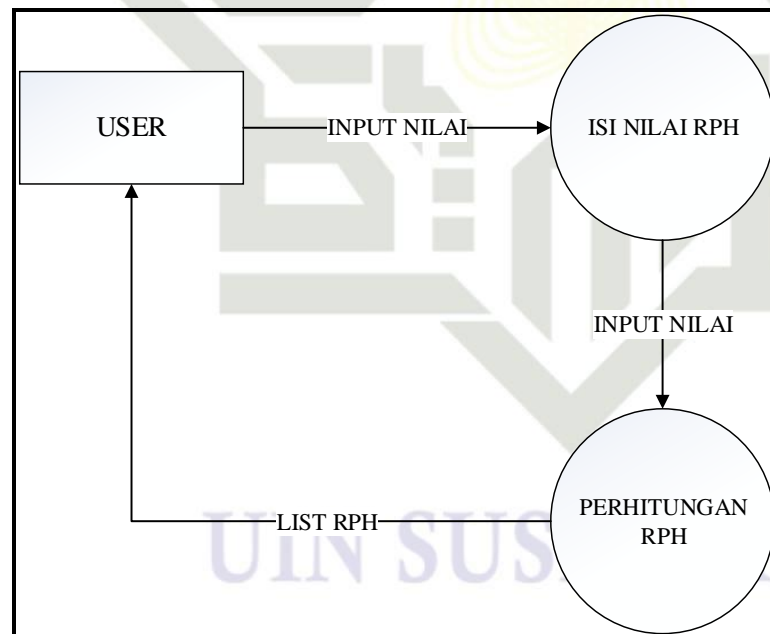 USER
INPUT NILAI
ISI NILAI RPH
INPUT NILAI
PERHITUNGAN
RPH
LIST RPH
UIN SUS